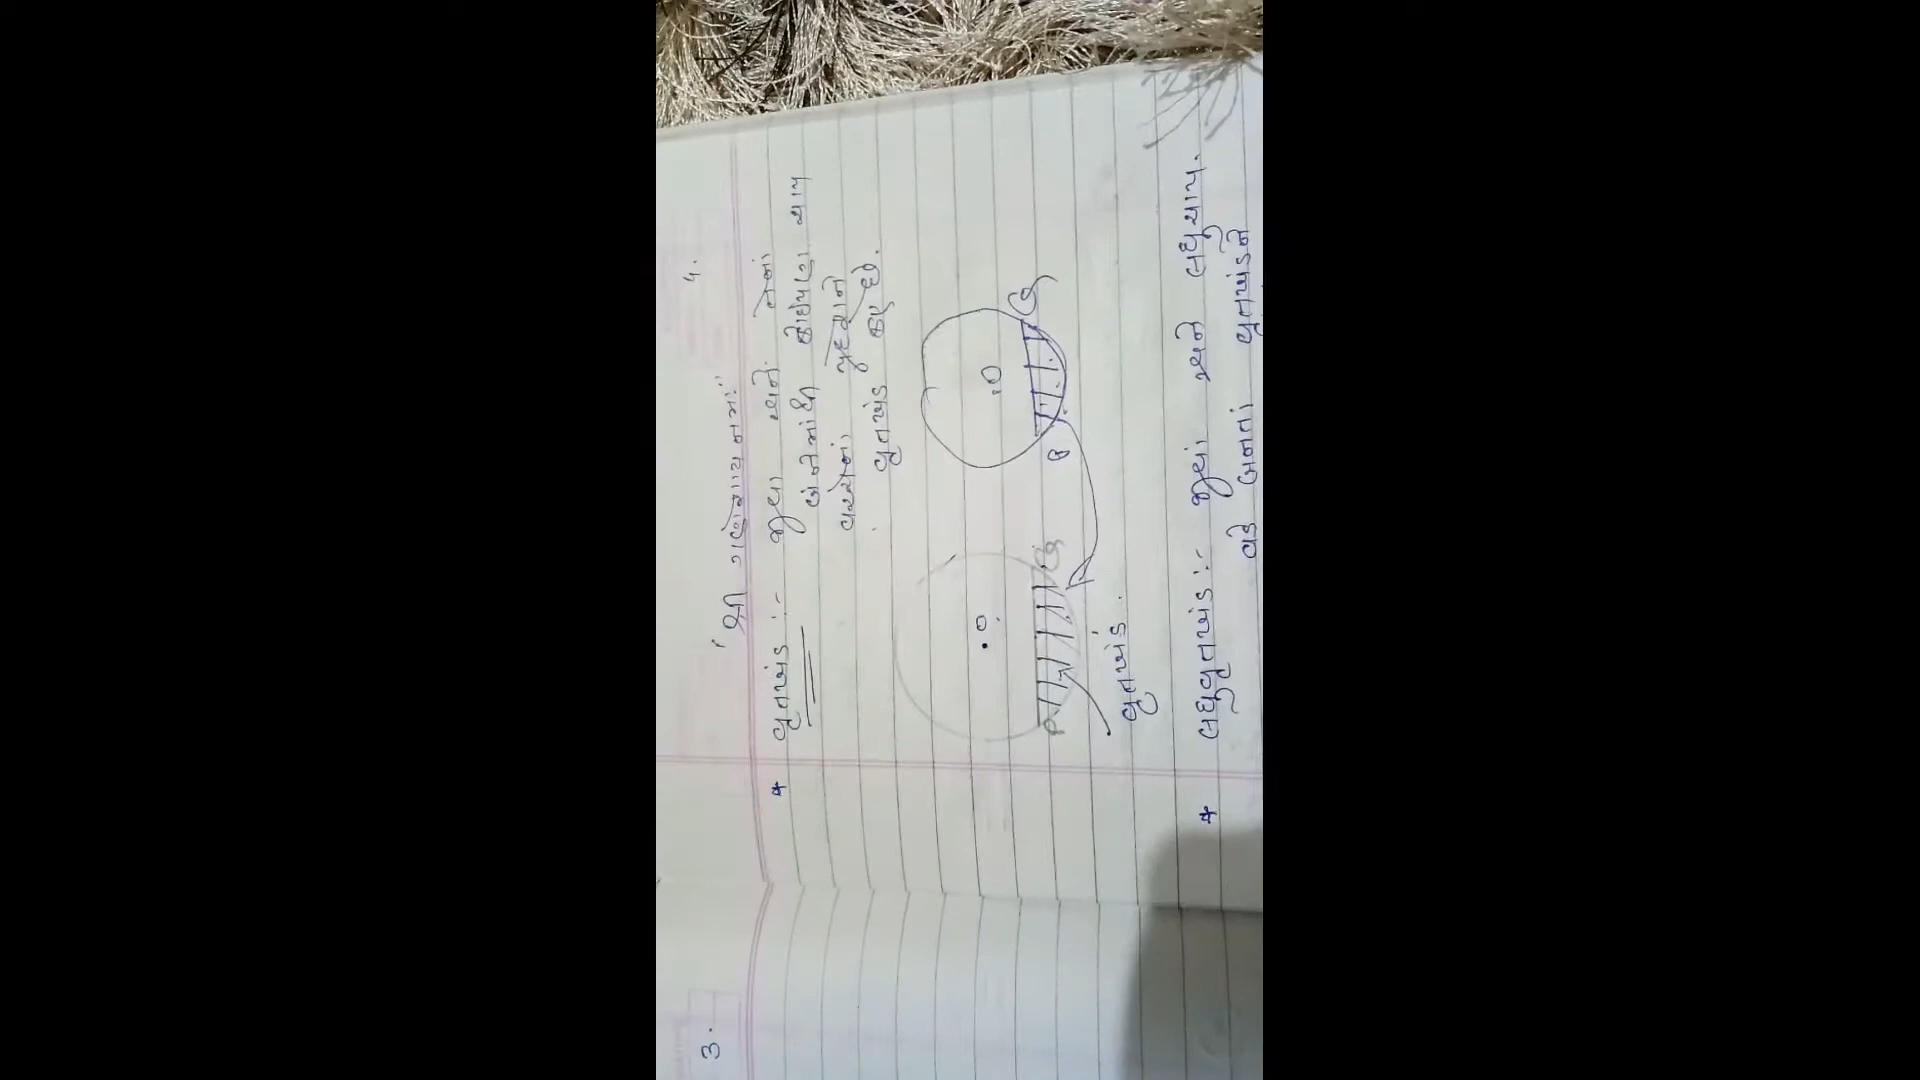 4.
" શ્રી ગણેશાય નમઃ "
* વૃતખંડ :- જીવા અને તેનાં
બંનેમાંથી કોઈપણ ચાપ
વચ્ચેનાં પ્રદેશને
વૃતખંડ કહે છે.
.O
P
Q
.O
P
Q
વૃતખંડ.
* લઘુવૃતખંડ :- જીવાં અને લઘુચાપ.
વડે બનતાં વૃતખંડને
3.